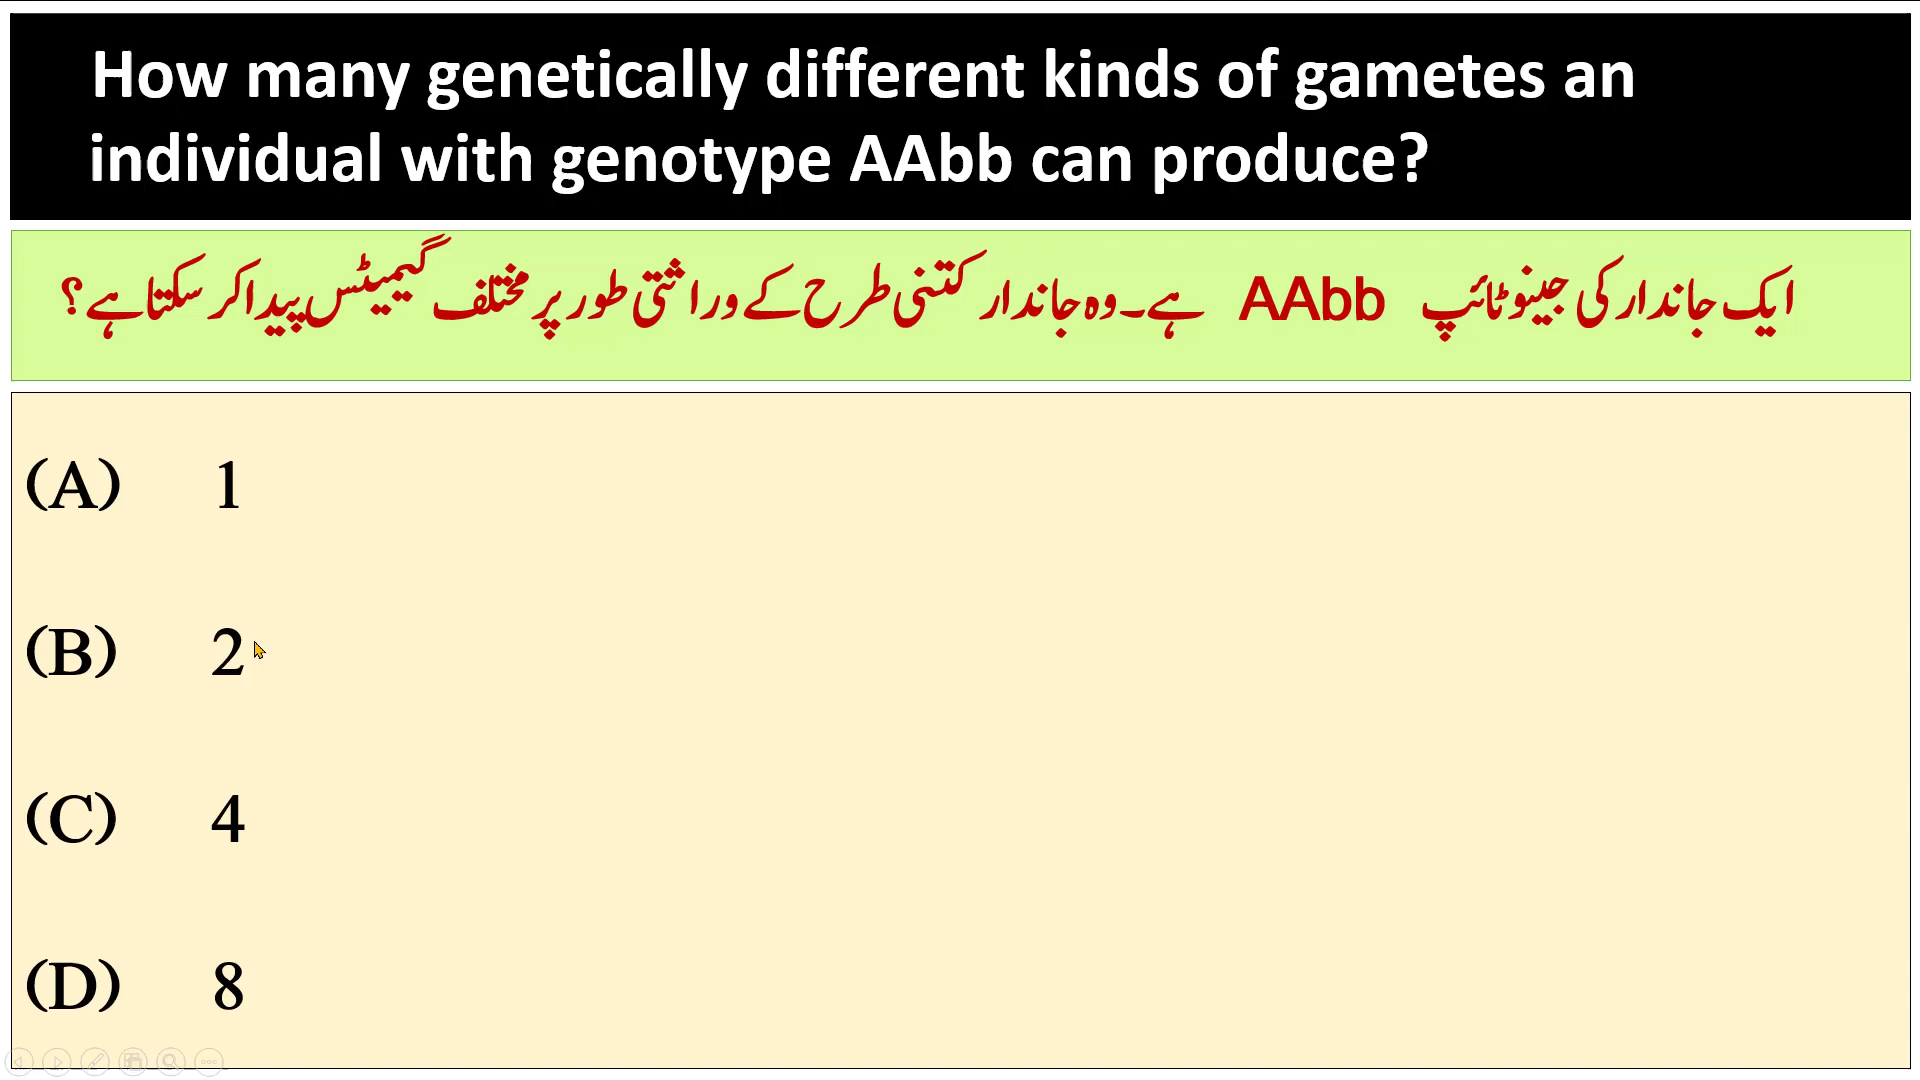 How many genetically different kinds of gametes an
individual with genotype AAbb can produce?
ایک جاندار کی جینوٹائپ AAbb ہے۔ وہ جاندار کتنی طرح کے وراثتی طور پر مختلف گیمیٹس پیدا کر سکتا ہے؟
(A) 1
(B) 2
(C) 4
(D) 8